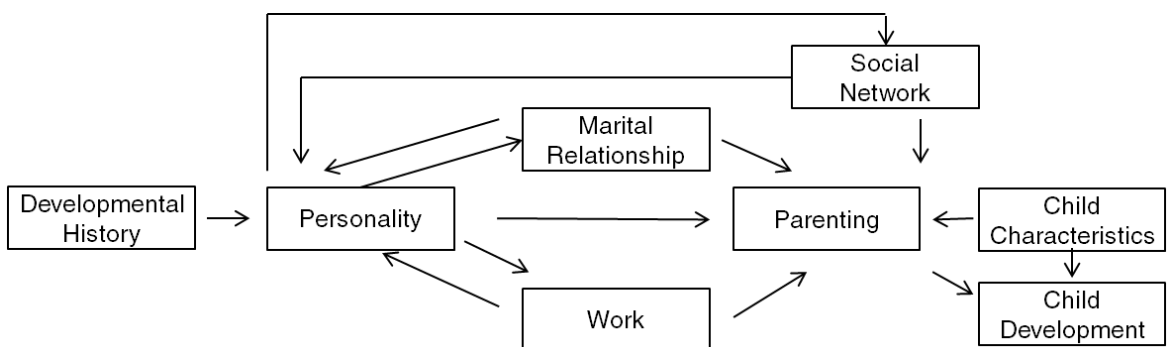 Social
Network
Marital
Relationship
Developmental
History
Personality
Parenting
Child
Characteristics
Work
Child
Development